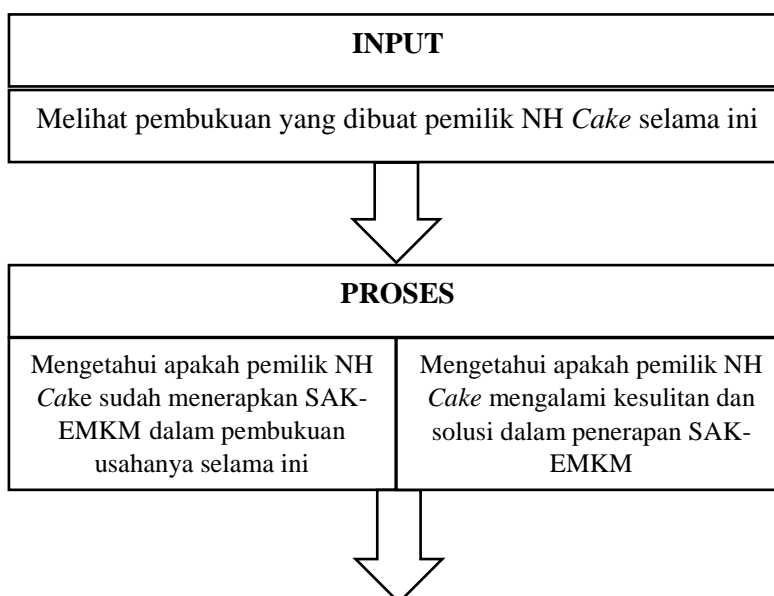 INPUT
Melihat pembukuan yang dibuat pemilik NH Cake selama ini
PROSES
Mengetahui apakah pemilik NH
Cake sudah menerapkan SAK-
EMKM dalam pembukuan
usahanya selama ini
Mengetahui apakah pemilik NH
Cake mengalami kesulitan dan
solusi dalam penerapan SAK-
EMKM